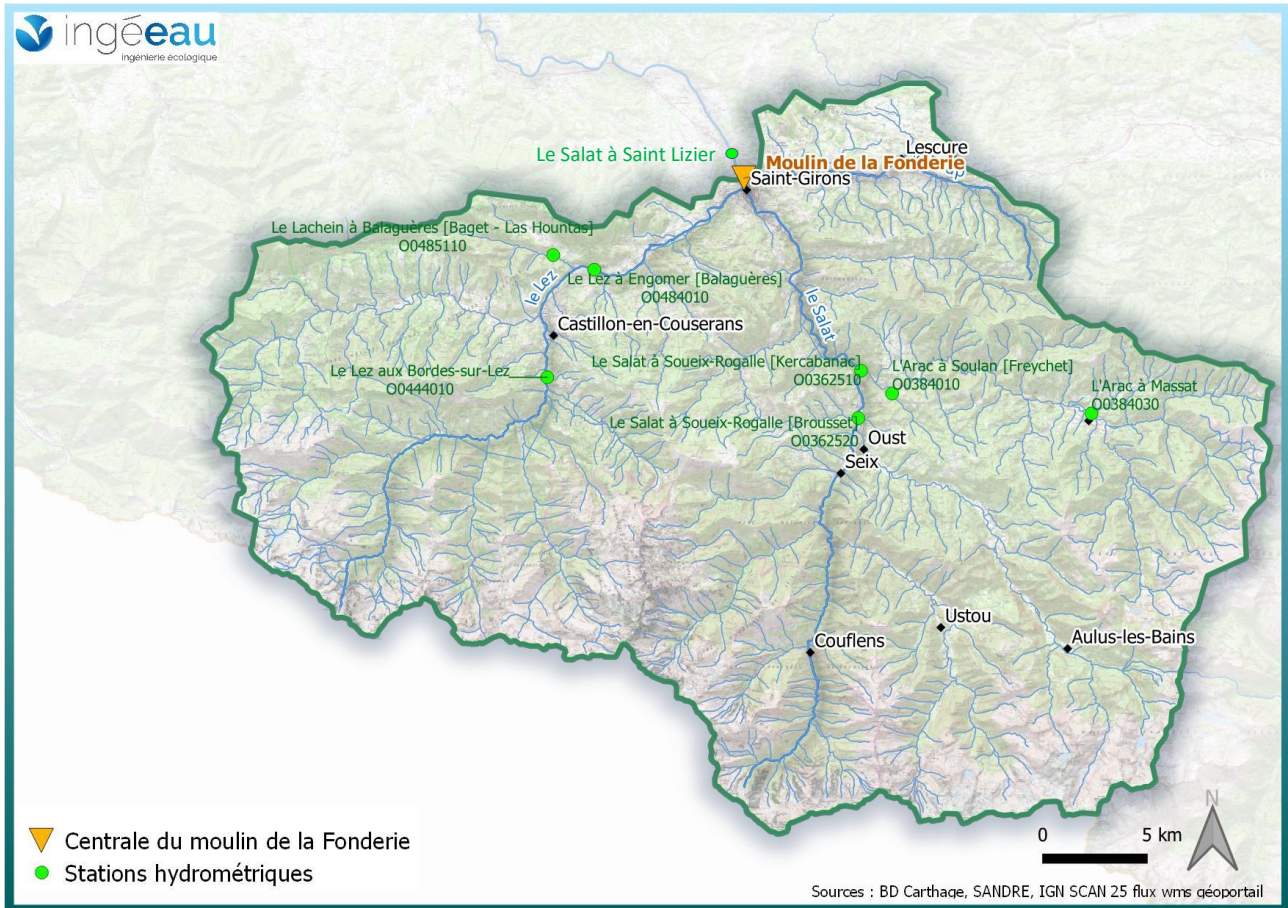 ingéeau
ingénierie écologique
Le Salat à Saint Lizier
Lescure
Moulin de la Fonderie
Saint-Girons
Le Lachein à Balaguères [Baget - Las Hountas]
O0485110
Le Lez à Engomer [Balaguères]
O0484010
le Lez
le Salat
Castillon-en-Couserans
Le Lez aux Bordes-sur-Lez
O0444010
Le Salat à Soueix-Rogalle [Kercabanac]
O0362510
L'Arac à Soulan [Freychet]
O0384010
L'Arac à Massat
O0384030
Le Salat à Soueix-Rogalle [Brousset]
O0362520
Oust
Seix
Ustou
Couflens
Aulus-les-Bains
Centrale du moulin de la Fonderie
Stations hydrométriques
0 5 km
N
Sources : BD Carthage, SANDRE, IGN SCAN 25 flux wms géoportail